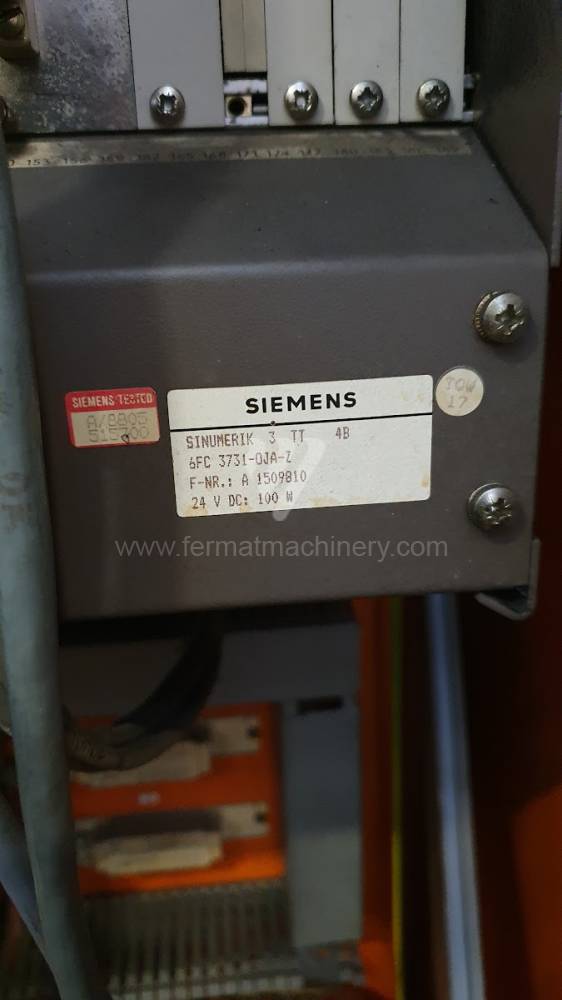 SIEMENS TESTED
A/8805
SIEMENS
SINUMERIK 3 TT 4B
6FC 3731-0JA-Z
F-NR.: A 1509810
24 V DC: 100 W
TOW
17
www.fermatmachinery.com